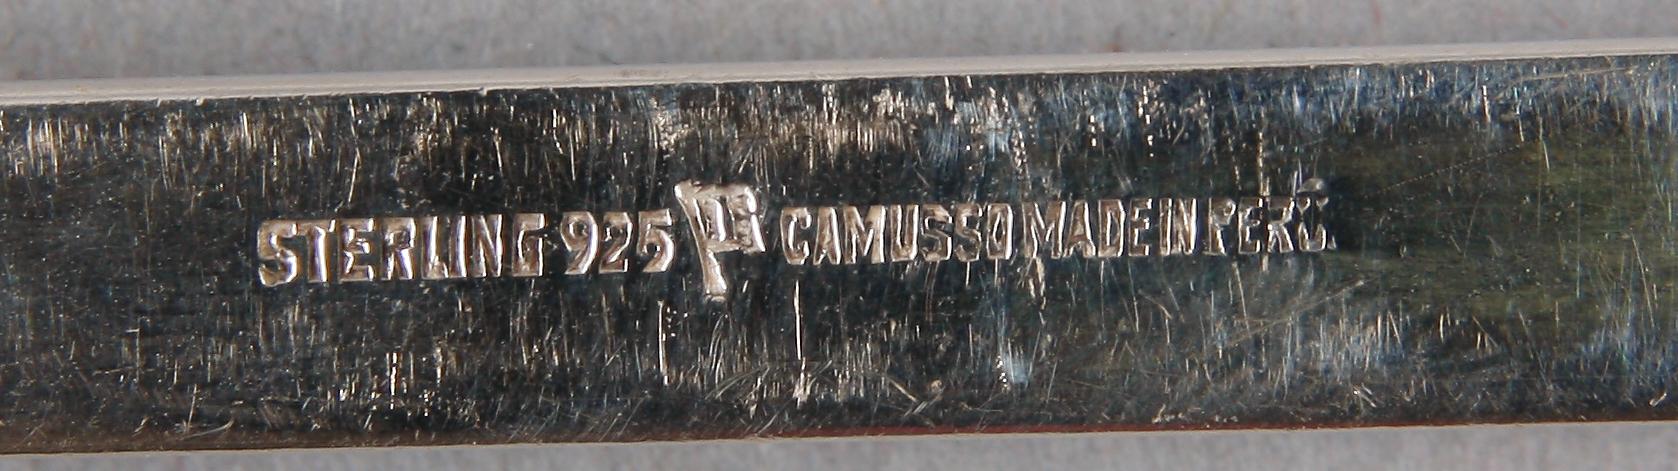 STERLING 925 CAMUSSO MADE IN PERU.